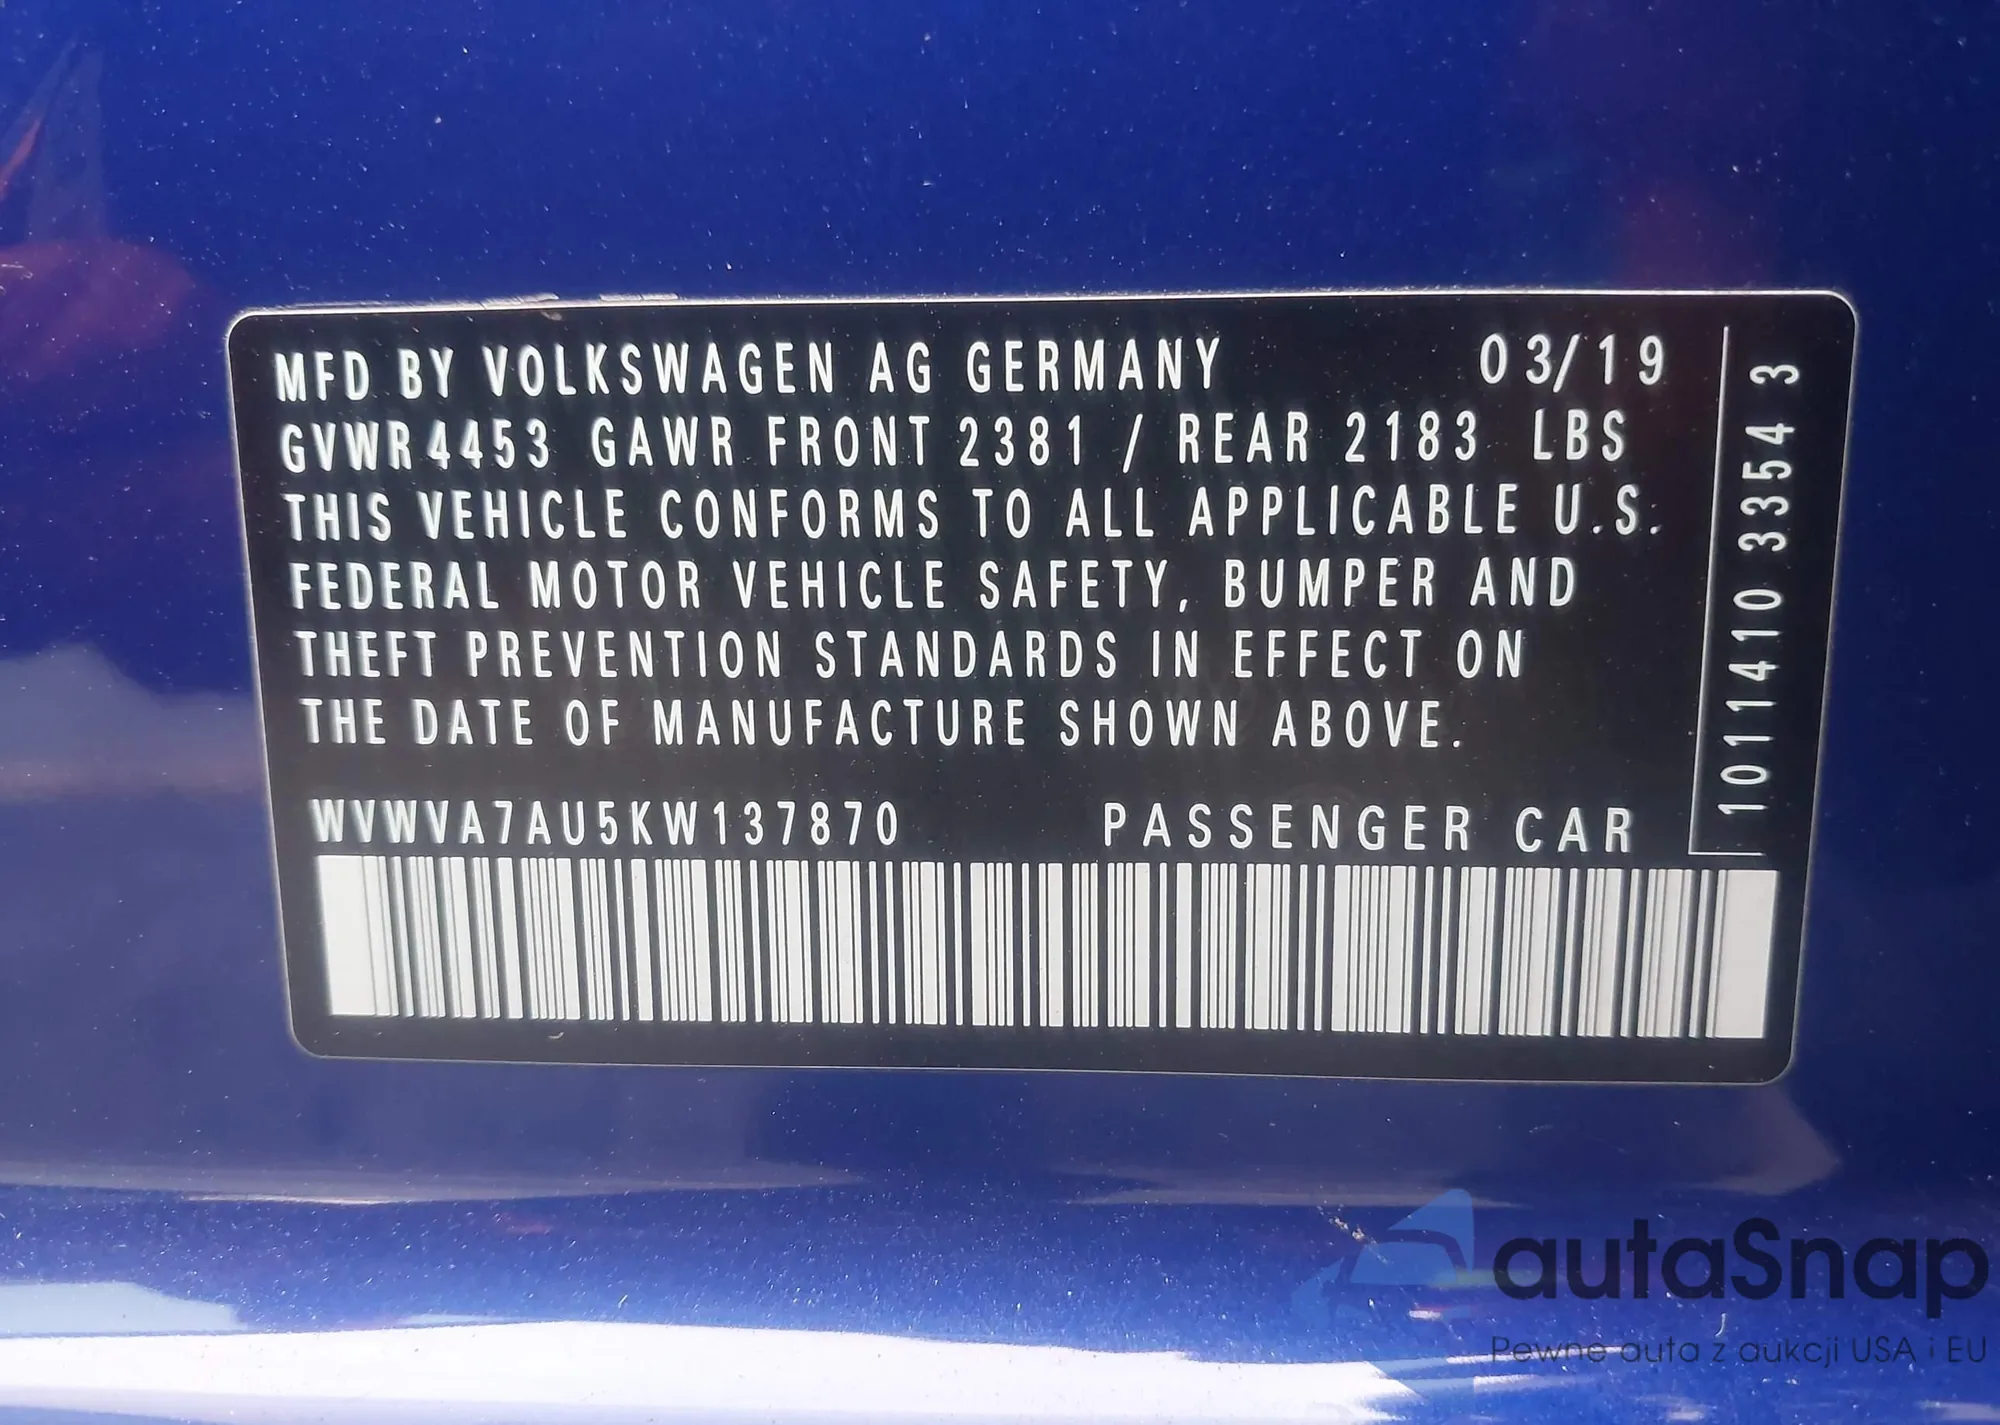 MFD BY VOLKSWAGEN AG GERMANY 03/19
GVWR 4453 GAWR FRONT 2381 / REAR 2183 LBS
THIS VEHICLE CONFORMS TO ALL APPLICABLE U.S.
FEDERAL MOTOR VEHICLE SAFETY, BUMPER AND
THEFT PREVENTION STANDARDS IN EFFECT ON
THE DATE OF MANUFACTURE SHOWN ABOVE.
WVWVA7AU5KW137870 PASSENGER CAR
1011410 3354 3
autaSnap
Pewne auta z aukcji USA i EU